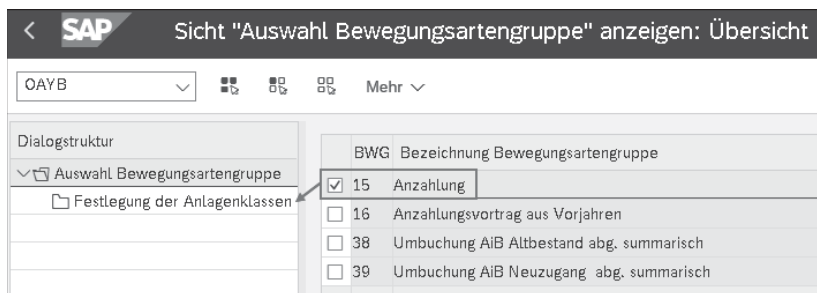 SAP Sicht "Auswahl Bewegungsartengruppe" anzeigen: Übersicht
OAYB Mehr
Dialogstruktur
Auswahl Bewegungsartengruppe
Festlegung der Anlagenklassen
BWG Bezeichnung Bewegungsartengruppe
15 Anzahlung
16 Anzahlungsvortrag aus Vorjahren
38 Umbuchung AiB Altbestand abg. summarisch
39 Umbuchung AiB Neuzugang abg. summarisch